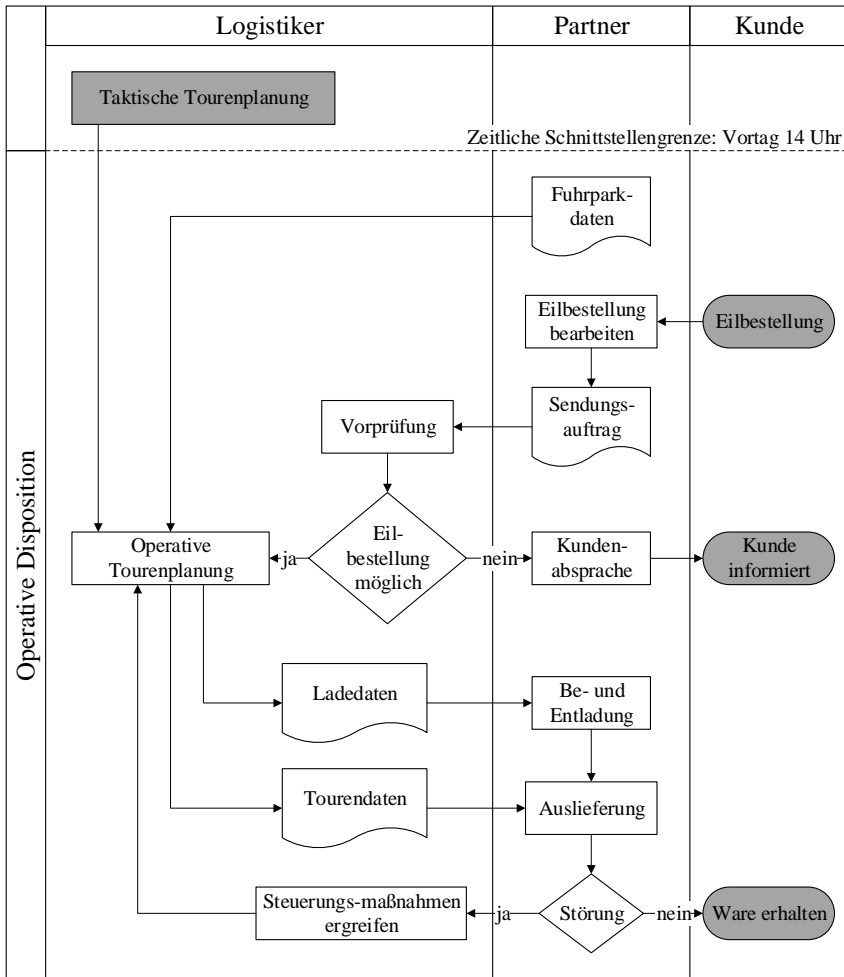 Logistiker
Partner
Kunde
Taktische Tourenplanung
Zeitliche Schnittstellengrenze: Vortag 14 Uhr
Operative Disposition
Fuhrpark-
daten
Eilbestellung
bearbeiten
Eilbestellung
Vorprüfung
Sendungs-
auftrag
Operative
Tourenplanung
ja
Eil-
bestellung
möglich
nein
Kunden-
absprache
Kunde
informiert
Ladedaten
Be- und
Entladung
Tourendaten
Auslieferung
Steuerungs-maßnahmen
ergreifen
ja
Störung
nein
Ware erhalten